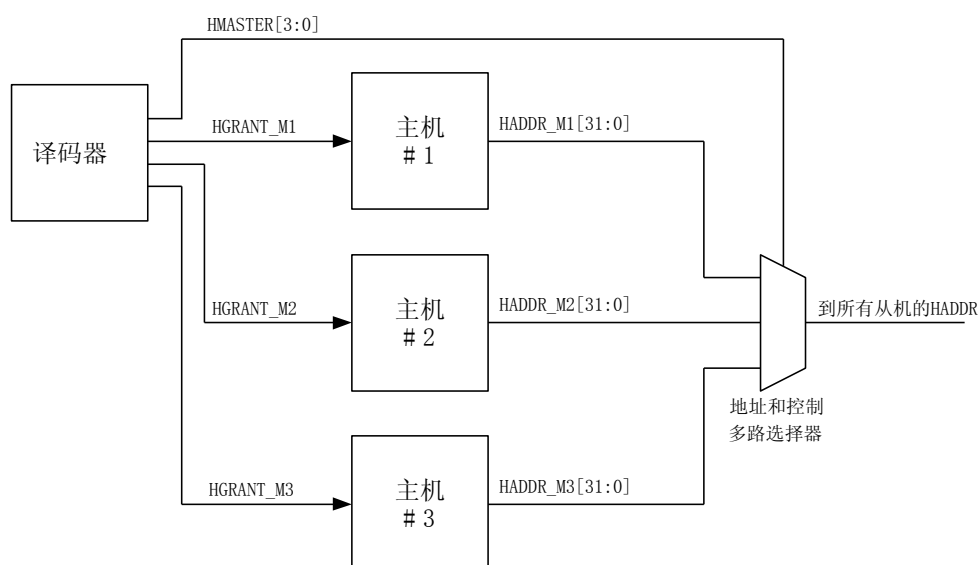 HMASTER[3:0]
译码器
HGRANT_M1
主机
#1
HADDR_M1[31:0]
HGRANT_M2
主机
#2
HADDR_M2[31:0]
到所有从机的HADDR
地址和控制
多路选择器
HGRANT_M3
主机
#3
HADDR_M3[31:0]